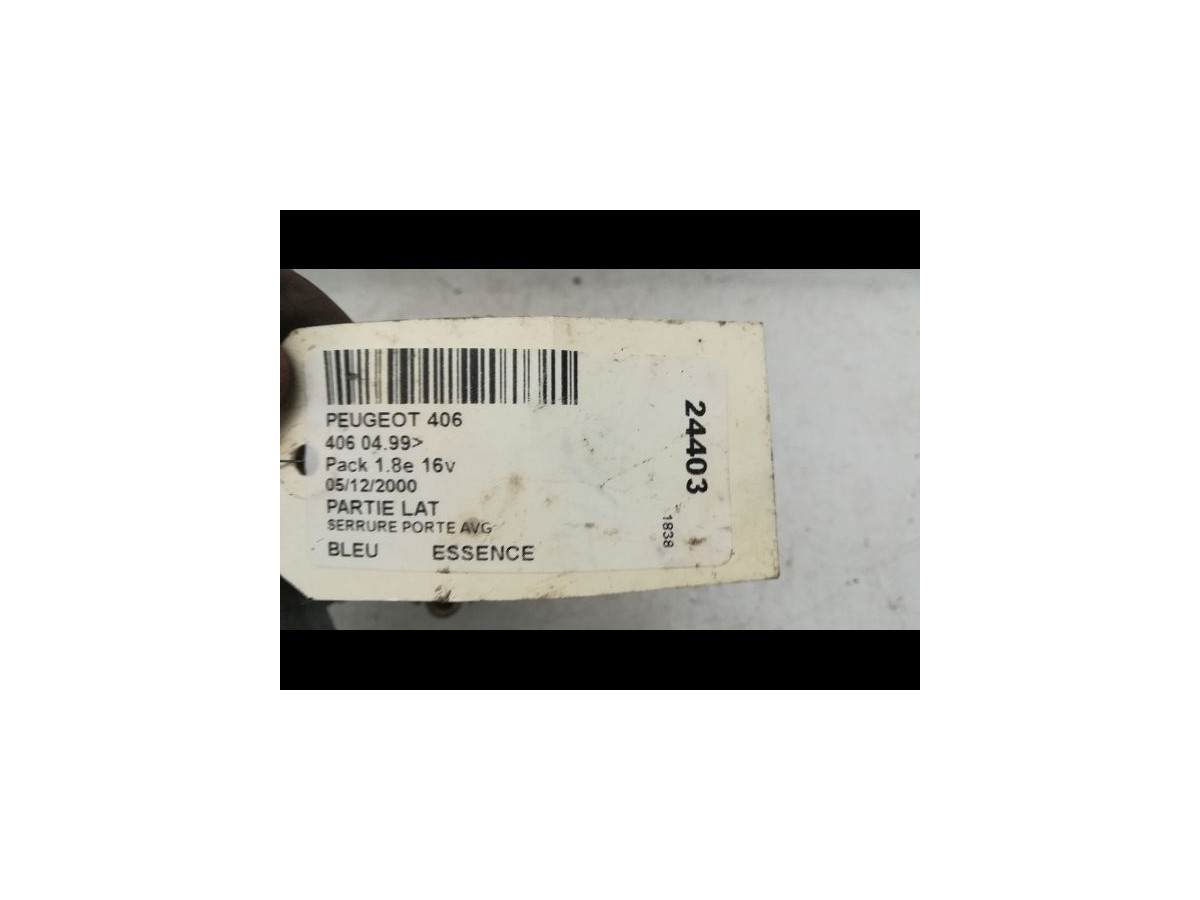 PEUGEOT 406
406 04.99>
Pack 1.8e 16v
05/12/2000
PARTIE LAT
SERRURE PORTE AVG
BLEU ESSENCE
24403
1838